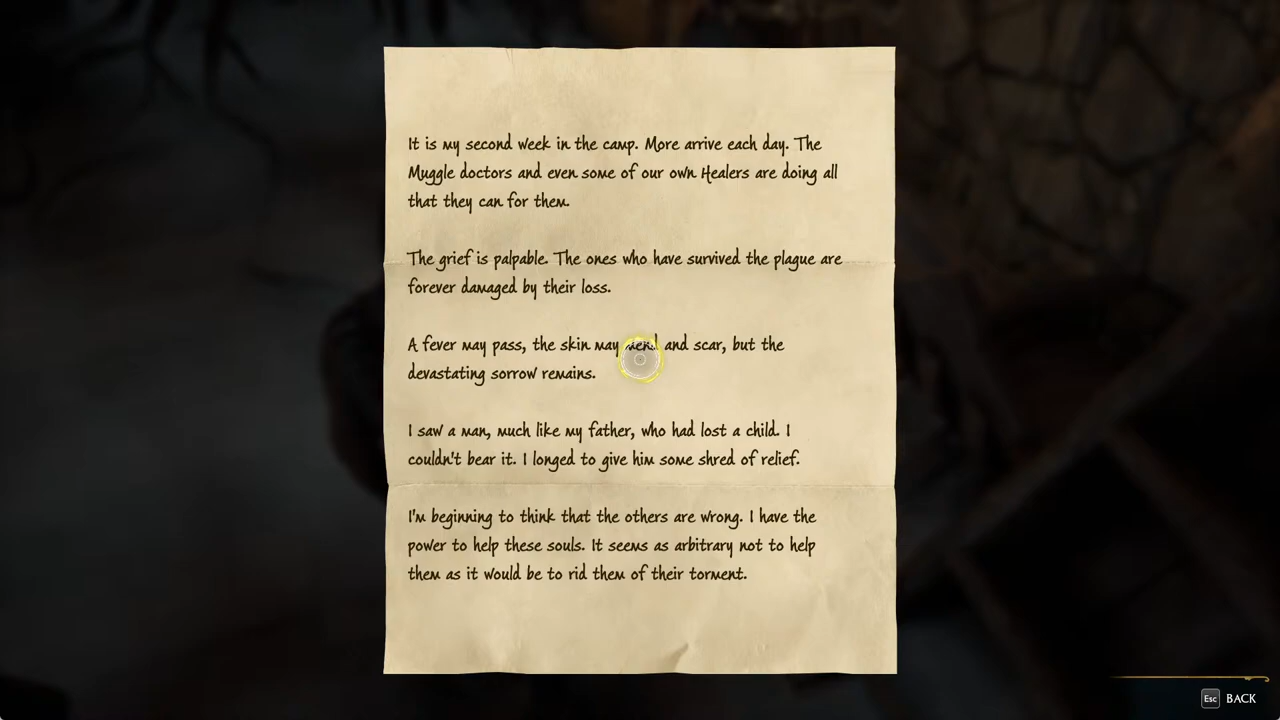 It is my second week in the camp. More arrive each day. The
Muggle doctors and even some of our own Healers are doing all
that they can for them.
The grief is palpable. The ones who have survived the plague are
forever damaged by their loss.
A fever may pass, the skin may mend and scar, but the
devastating sorrow remains.
I saw a man, much like my father, who had lost a child. I
couldn't bear it. I longed to give him some shred of relief.
I'm beginning to think that the others are wrong. I have the
power to help these souls. It seems as arbitrary not to help
them as it would be to rid them of their torment.
Esc BACK